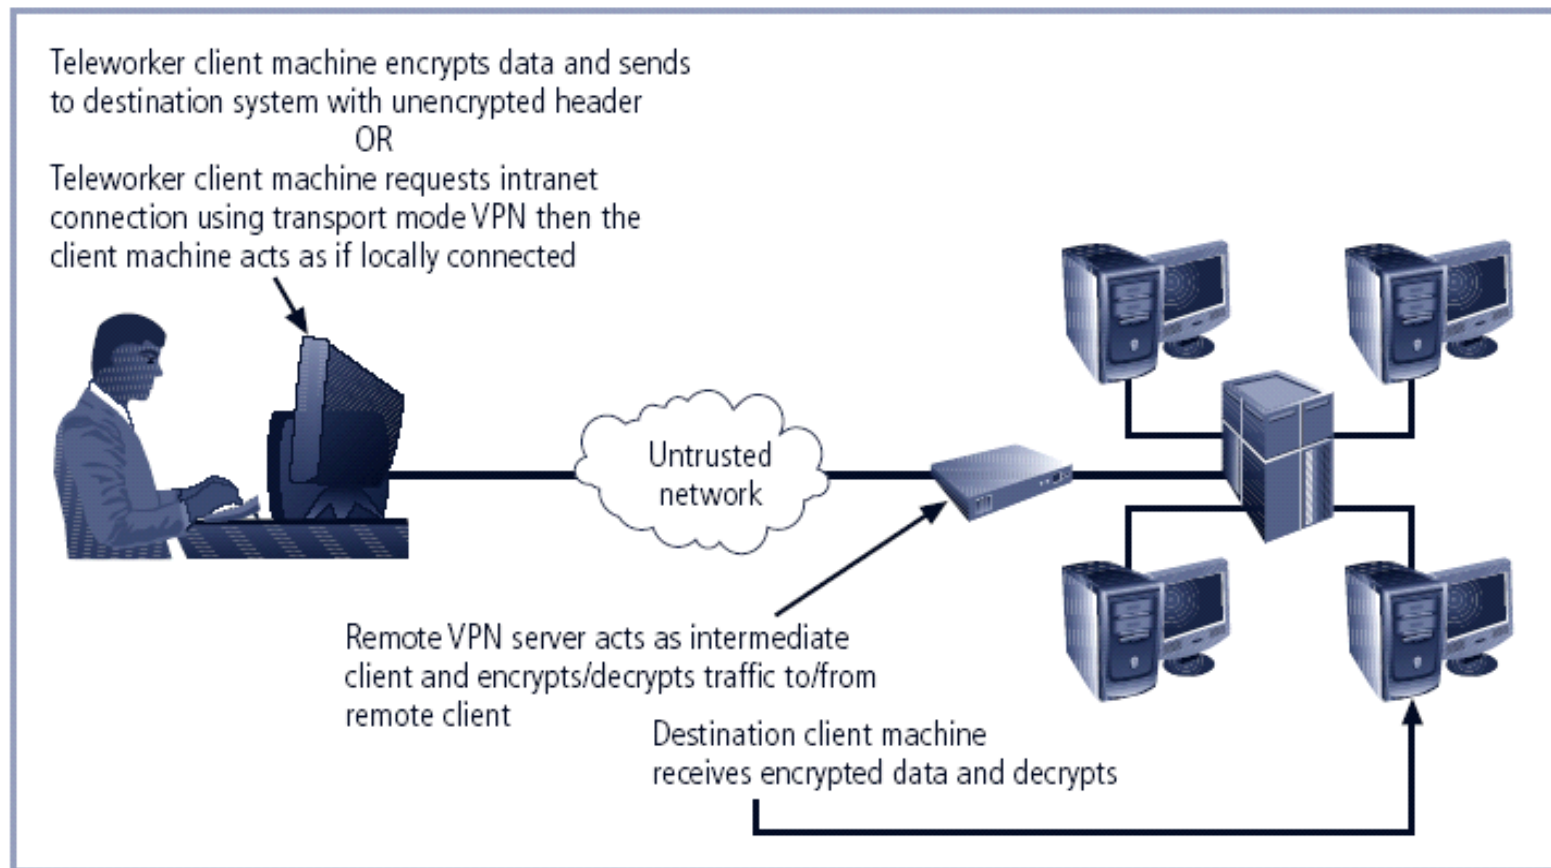 Teleworker client machine encrypts data and sends
to destination system with unencrypted header
OR
Teleworker client machine requests intranet
connection using transport mode VPN then the
client machine acts as if locally connected
Untrusted
network
Remote VPN server acts as intermediate
client and encrypts/decrypts traffic to/from
remote client
Destination client machine
receives encrypted data and decrypts